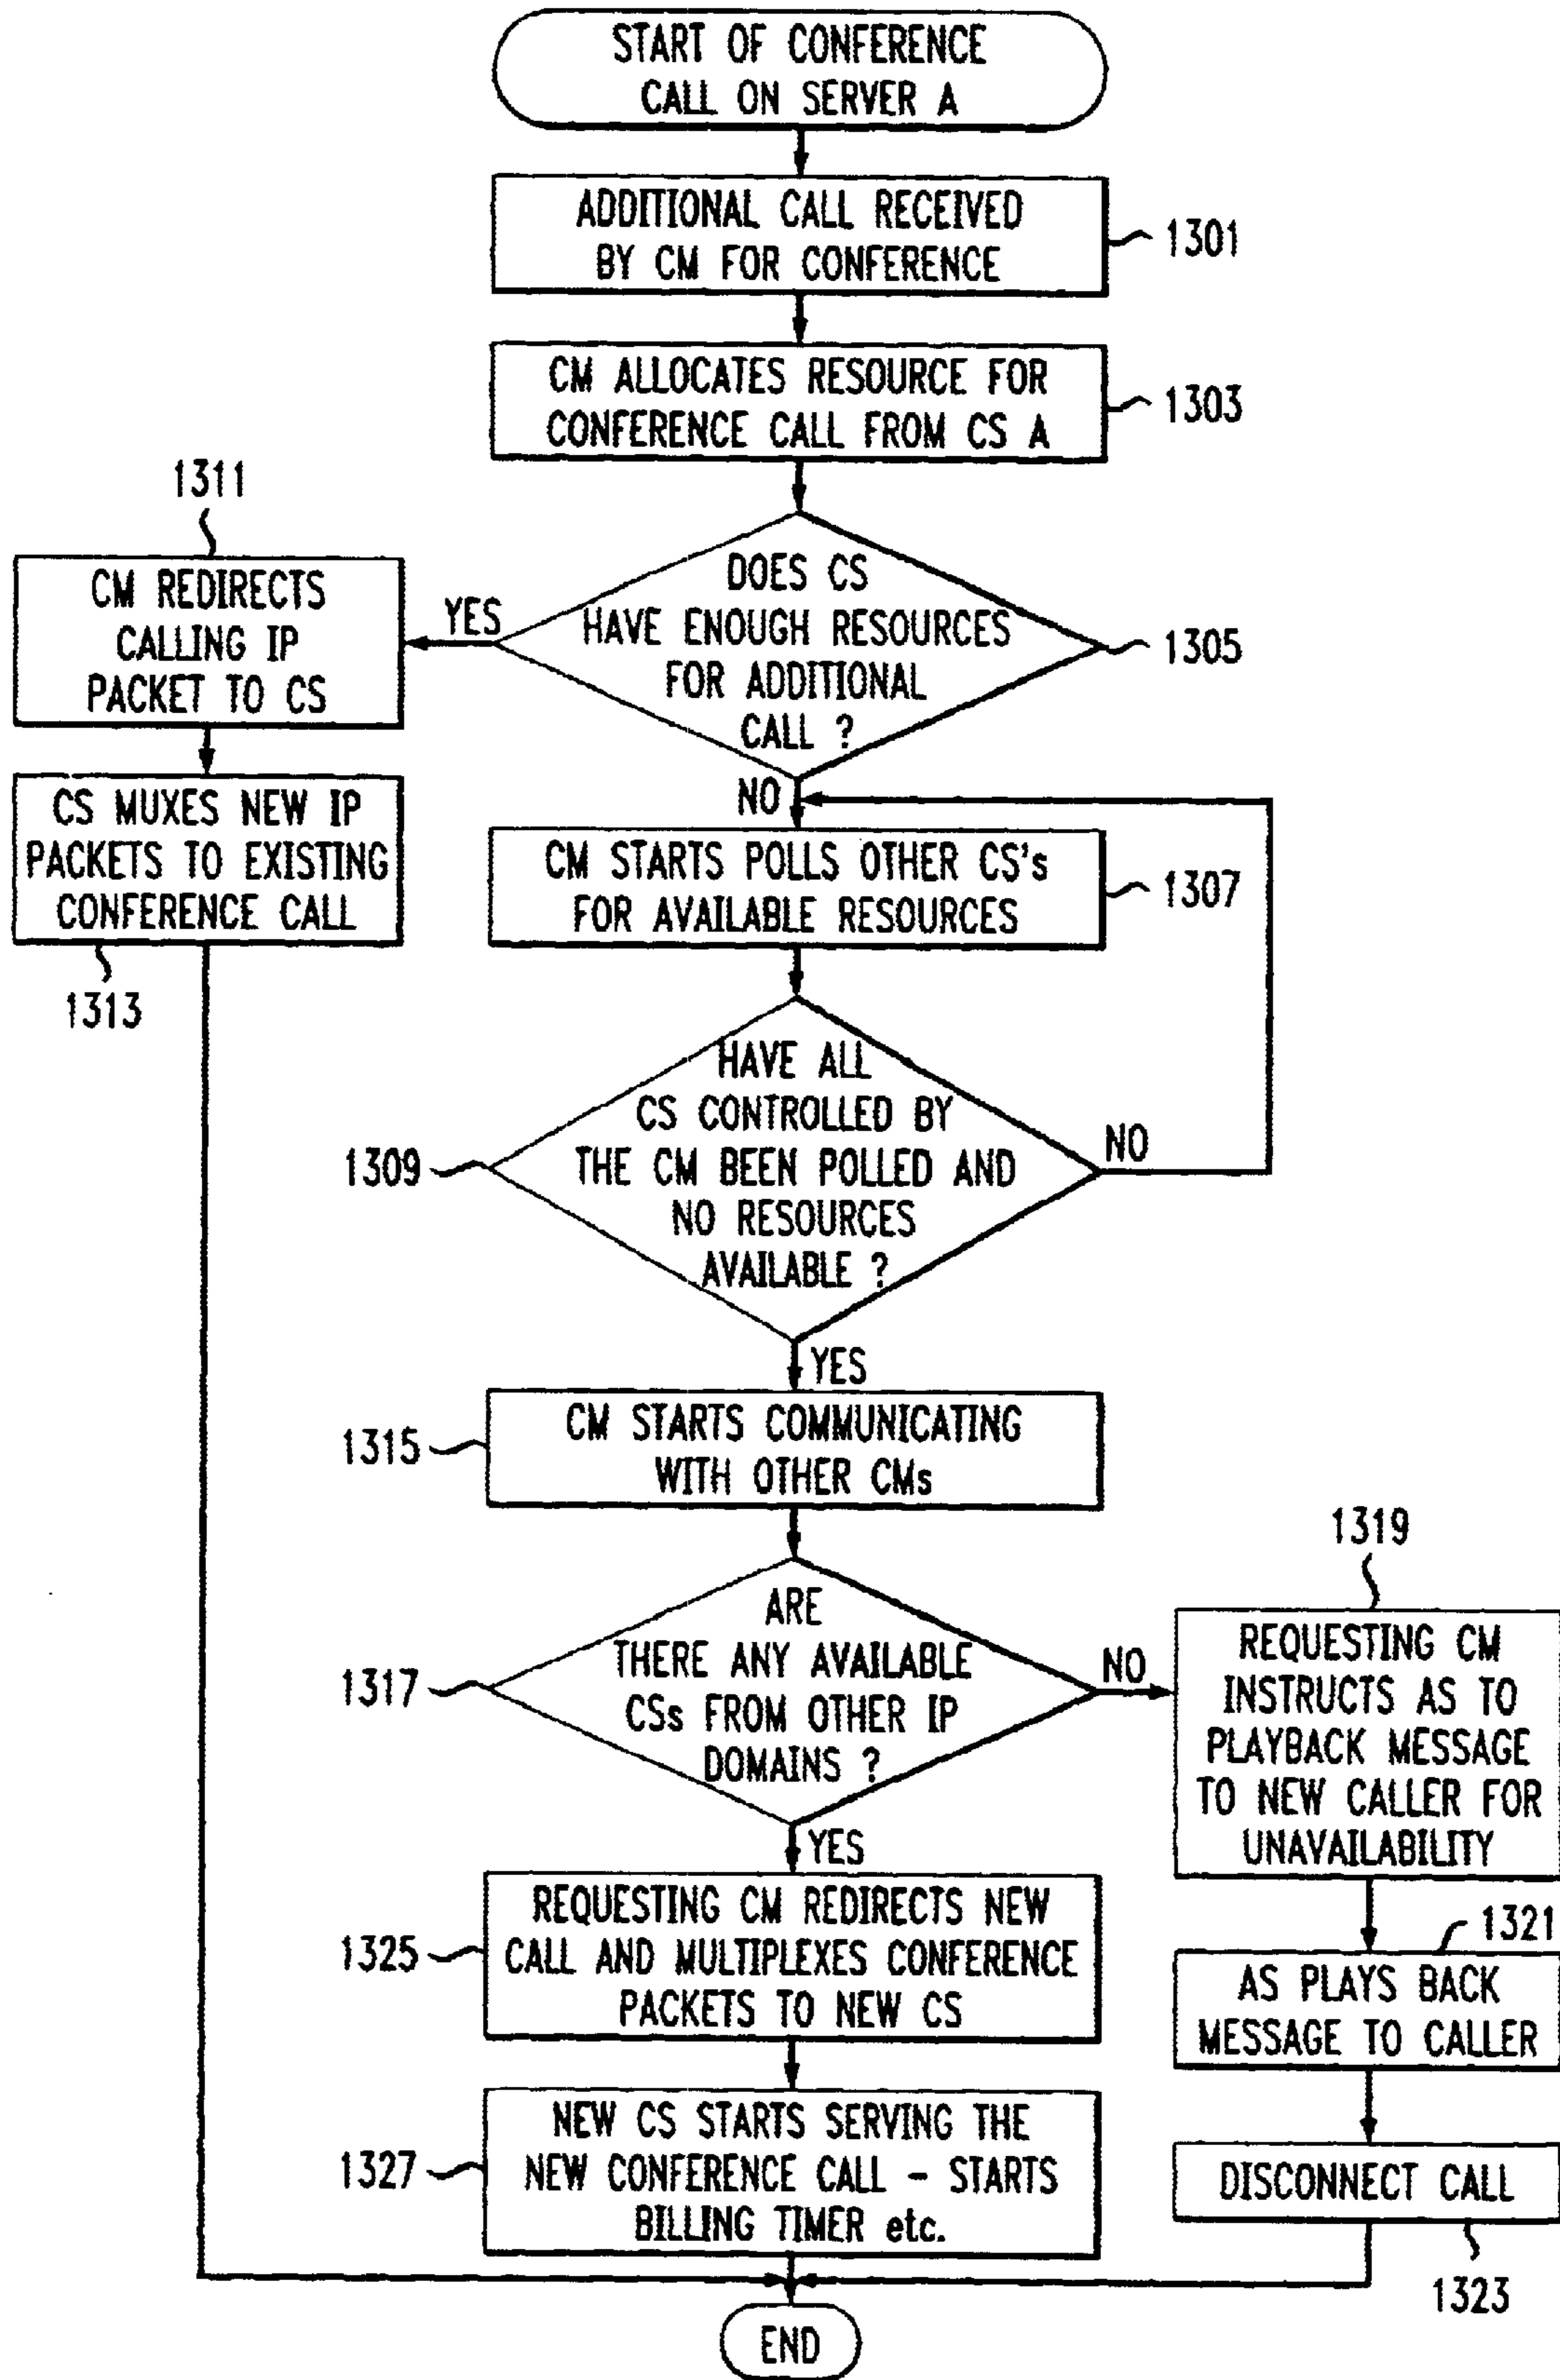 START OF CONFERENCE
CALL ON SERVER A
ADDITIONAL CALL RECEIVED
BY CM FOR CONFERENCE
1301
CM ALLOCATES RESOURCE FOR
CONFERENCE CALL FROM CS A
1303
DOES CS
HAVE ENOUGH RESOURCES
FOR ADDITIONAL
CALL ?
1305
YES
1311
CM REDIRECTS
CALLING IP
PACKET TO CS
CS MUXES NEW IP
PACKETS TO EXISTING
CONFERENCE CALL
1313
NO
CM STARTS POLLS OTHER CS's
FOR AVAILABLE RESOURCES
1307
HAVE ALL
CS CONTROLLED BY
THE CM BEEN POLLED AND
NO RESOURCES
AVAILABLE ?
1309
NO
YES
CM STARTS COMMUNICATING
WITH OTHER CMs
1315
ARE
THERE ANY AVAILABLE
CSs FROM OTHER IP
DOMAINS ?
1317
NO
1319
REQUESTING CM
INSTRUCTS AS TO
PLAYBACK MESSAGE
TO NEW CALLER FOR
UNAVAILABILITY
1321
AS PLAYS BACK
MESSAGE TO CALLER
DISCONNECT CALL
1323
YES
REQUESTING CM REDIRECTS NEW
CALL AND MULTIPLEXES CONFERENCE
PACKETS TO NEW CS
1325
NEW CS STARTS SERVING THE
NEW CONFERENCE CALL - STARTS
BILLING TIMER etc.
1327
END